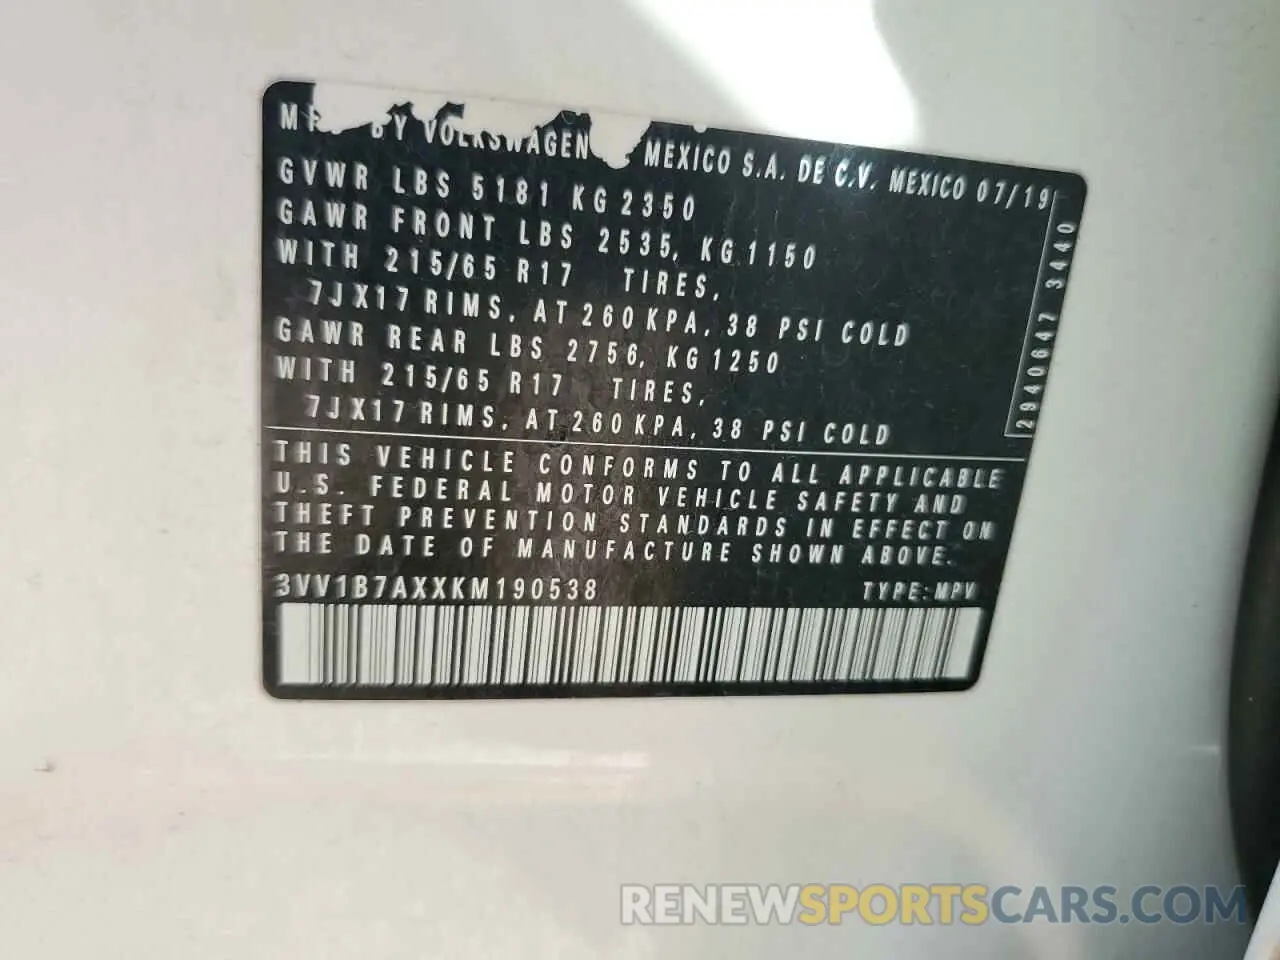 BY VOLKSWAGEN MEXICO S.A. DE C.V. MEXICO 07/19
GVWR LBS 5181 KG 2350
GAWR FRONT LBS 2535, KG 1150
WITH 215/65 R17 TIRES,
7JX17 RIMS, AT 260 KPA, 38 PSI COLD
GAWR REAR LBS 2756, KG 1250
WITH 215/65 R17 TIRES,
7JX17 RIMS, AT 260 KPA, 38 PSI COLD
2940647 3440
THIS VEHICLE CONFORMS TO ALL APPLICABLE
U.S. FEDERAL MOTOR VEHICLE SAFETY AND
THEFT PREVENTION STANDARDS IN EFFECT ON
THE DATE OF MANUFACTURE SHOWN ABOVE.
3VV1B7AXXKM190538 TYPE: MPV
RENEWSPORTSCARS.COM